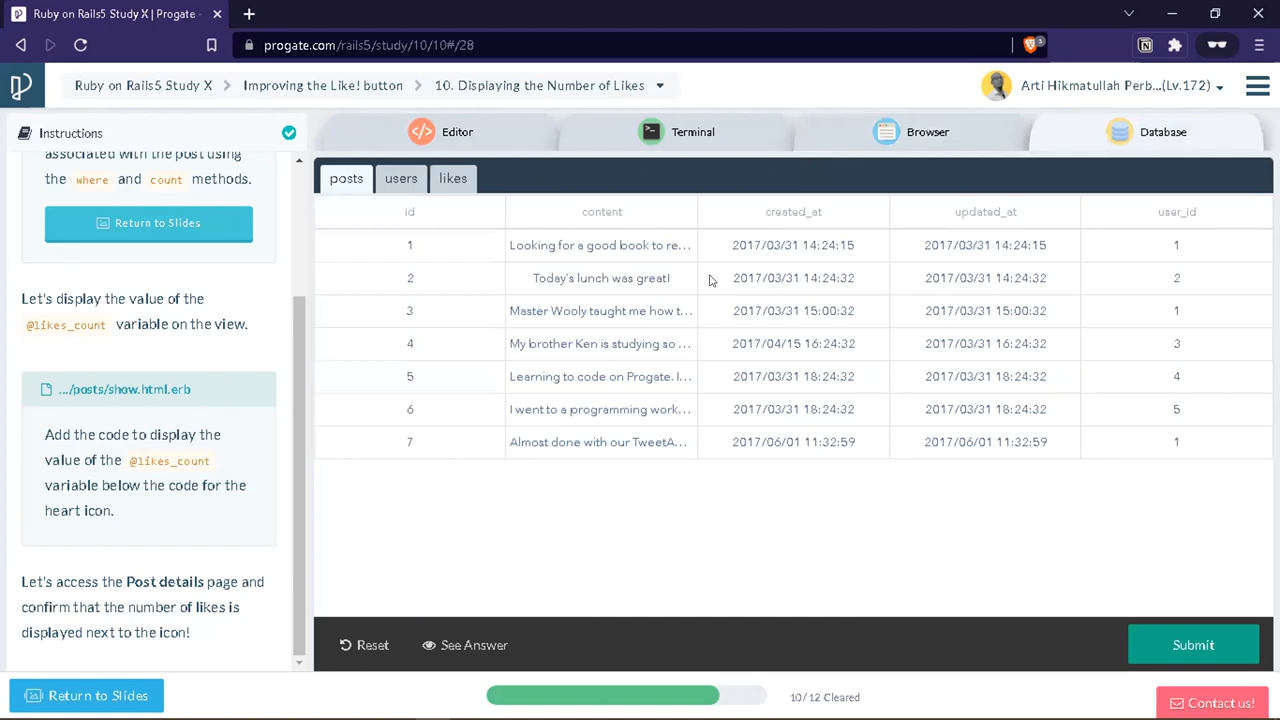 Ruby on Rails5 Study X | Progate -
progate.com/rails5/study/10/10#/28
3
Ruby on Rails5 Study X
Improving the Like! button
10. Displaying the Number of Likes
Arti Hikmatullah Perb...(Lv.172)
Instructions
Editor
Terminal
Browser
Database
associated with the post using
the where and count methods.
Return to Slides
Let's display the value of the
@likes_count variable on the view.
.../posts/show.html.erb
Add the code to display the
value of the @likes_count
variable below the code for the
heart icon.
Let's access the Post details page and
confirm that the number of likes is
displayed next to the icon!
posts users likes
id content created_at updated_at user_id
1 Looking for a good book to re... 2017/03/31 14:24:15 2017/03/31 14:24:15 1
2 Today's lunch was great! 2017/03/31 14:24:32 2017/03/31 14:24:32 2
3 Master Wooly taught me how t... 2017/03/31 15:00:32 2017/03/31 15:00:32 1
4 My brother Ken is studying so ... 2017/04/15 16:24:32 2017/03/31 16:24:32 3
5 Learning to code on Progate. I... 2017/03/31 18:24:32 2017/03/31 18:24:32 4
6 I went to a programming work... 2017/03/31 18:24:32 2017/03/31 18:24:32 5
7 Almost done with our TweetA... 2017/06/01 11:32:59 2017/06/01 11:32:59 1
Reset
See Answer
Submit
Return to Slides
10/12 Cleared
Contact us!